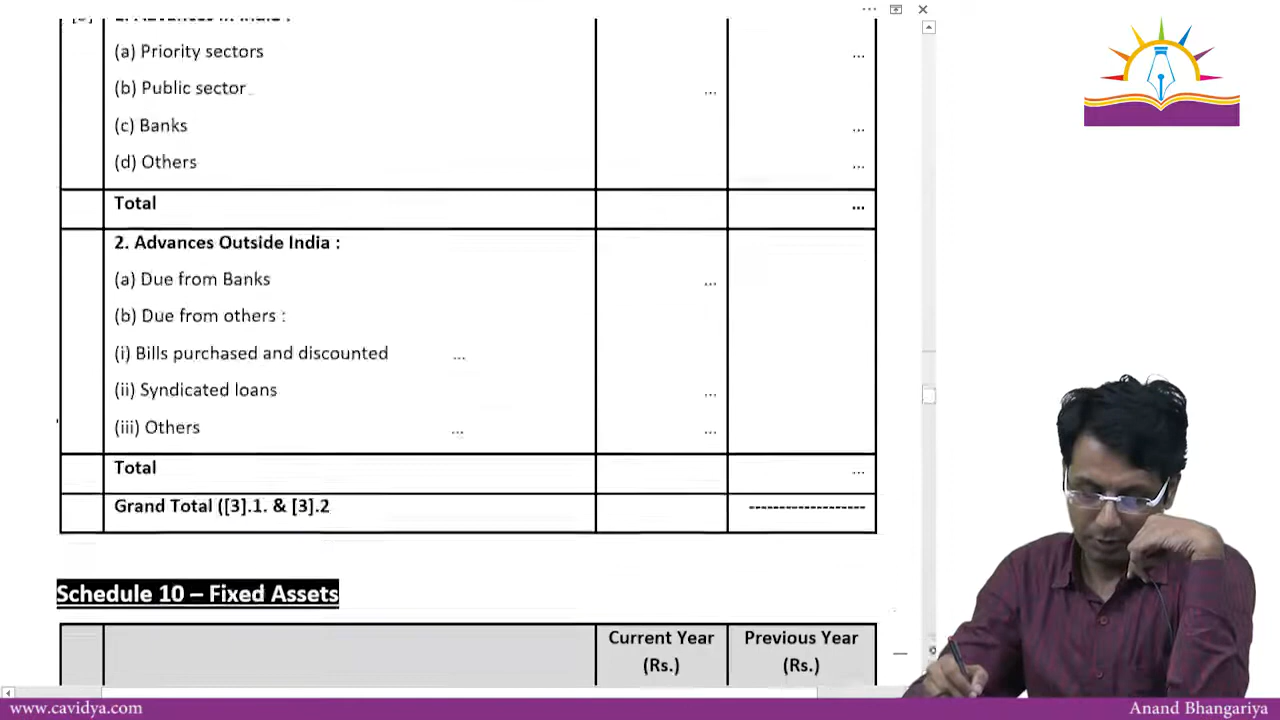 (a) Priority sectors ...
(b) Public sector ...
(c) Banks ...
(d) Others ...
Total ...
2. Advances Outside India :
(a) Due from Banks ...
(b) Due from others :
(i) Bills purchased and discounted ...
(ii) Syndicated loans ...
(iii) Others ... ...
Total ...
Grand Total ([3].1. & [3].2 -------------------
Schedule 10 – Fixed Assets
Current Year Previous Year
(Rs.) (Rs.)
www.cavidya.com Anand Bhangariya